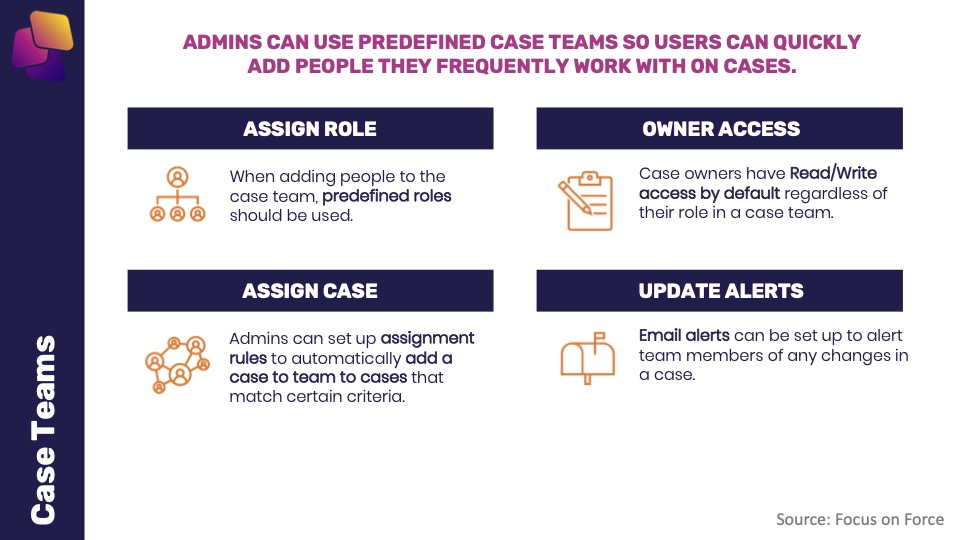 ADMINS CAN USE PREDEFINED CASE TEAMS SO USERS CAN QUICKLY
ADD PEOPLE THEY FREQUENTLY WORK WITH ON CASES.
ASSIGN ROLE
When adding people to the
case team, predefined roles
should be used.
OWNER ACCESS
Case owners have Read/Write
access by default regardless of
their role in a case team.
ASSIGN CASE
Admins can set up assignment
rules to automatically add a
case to team to cases that
match certain criteria.
UPDATE ALERTS
Email alerts can be set up to alert
team members of any changes in
a case.
Case Teams
Source: Focus on Force